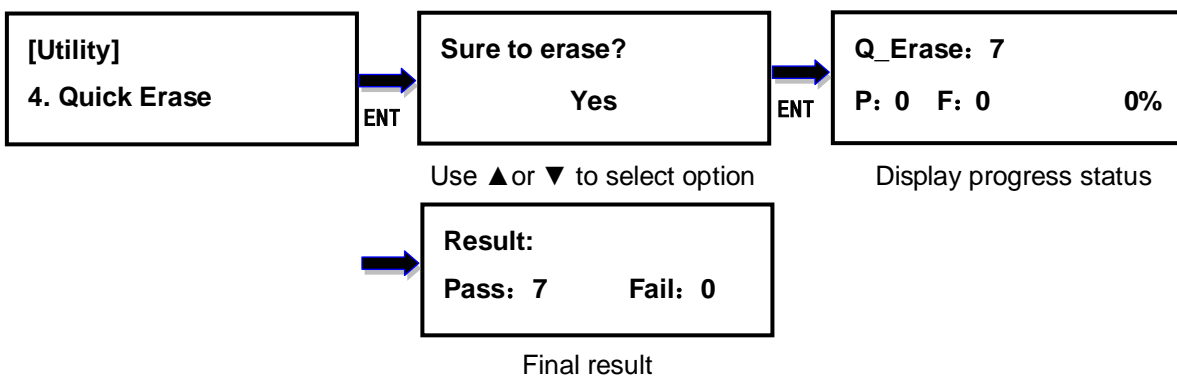 [Utility]
4. Quick Erase
ENT
Sure to erase?
Yes
Use ▲or ▼ to select option
ENT
Q_Erase：7
P：0 F：0 0%
Display progress status
Result:
Pass：7 Fail：0
Final result